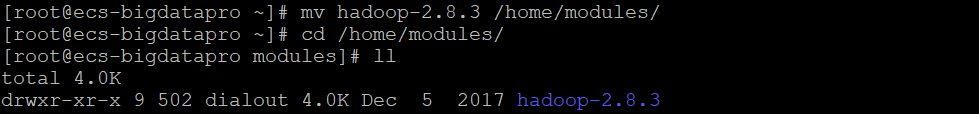 [root@ecs-bigdatapro ~]# mv hadoop-2.8.3 /home/modules/
[root@ecs-bigdatapro ~]# cd /home/modules/
[root@ecs-bigdatapro modules]# ll
total 4.0K
drwxr-xr-x 9 502 dialout 4.0K Dec  5  2017 hadoop-2.8.3